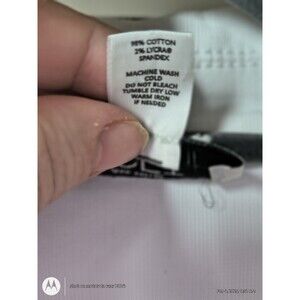 98% COTTON
2% LYCRA®
SPANDEX
MACHINE WASH
COLD
DO NOT BLEACH
TUMBLE DRY LOW
WARM IRON
IF NEEDED